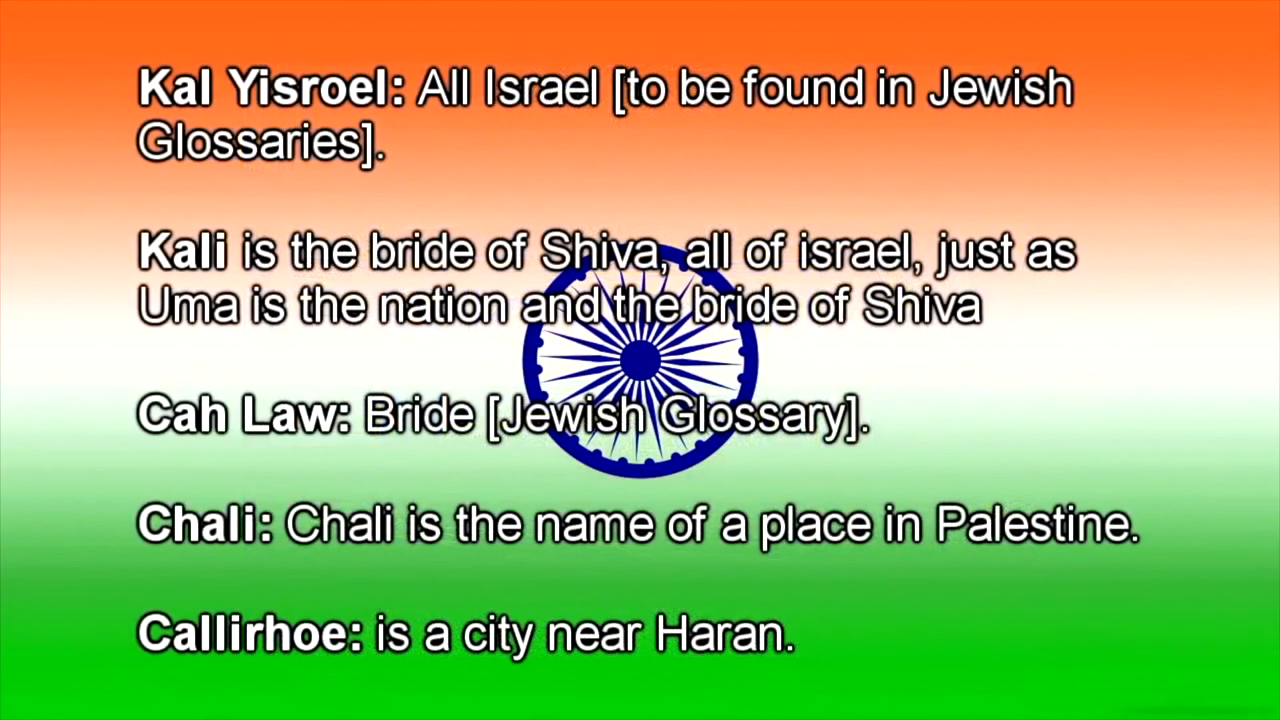 Kal Yisroel: All Israel [to be found in Jewish
Glossaries].
Kali is the bride of Shiva, all of israel, just as
Uma is the nation and the bride of Shiva
Cah Law: Bride [Jewish Glossary].
Chali: Chali is the name of a place in Palestine.
Callirhoe: is a city near Haran.